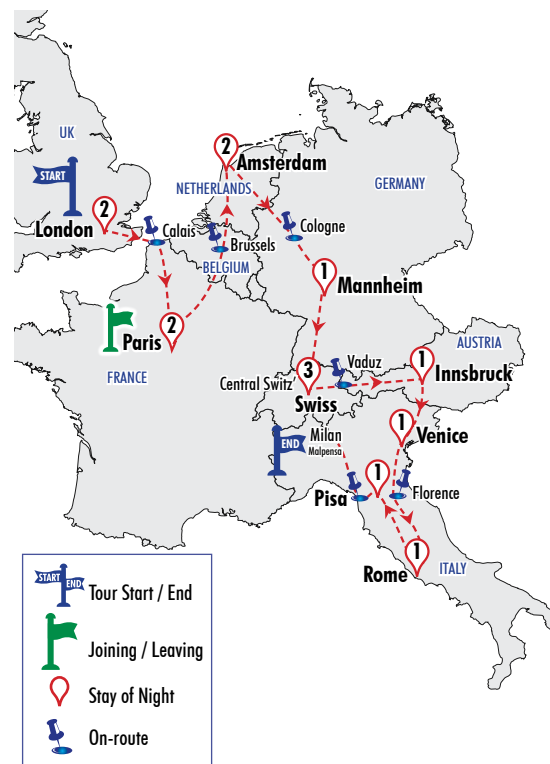 UK
START
2
London
Calais
2
Amsterdam
NETHERLANDS
GERMANY
Cologne
Brussels
BELGIUM
1
Mannheim
2
Paris
FRANCE
Vaduz
3
Central Switz'
Swiss
1
AUSTRIA
Innsbruck
END
Milan
Malpensa
1
Venice
1
Pisa
Florence
1
Rome
ITALY
START
END
Tour Start / End
Joining / Leaving
Stay of Night
On-route